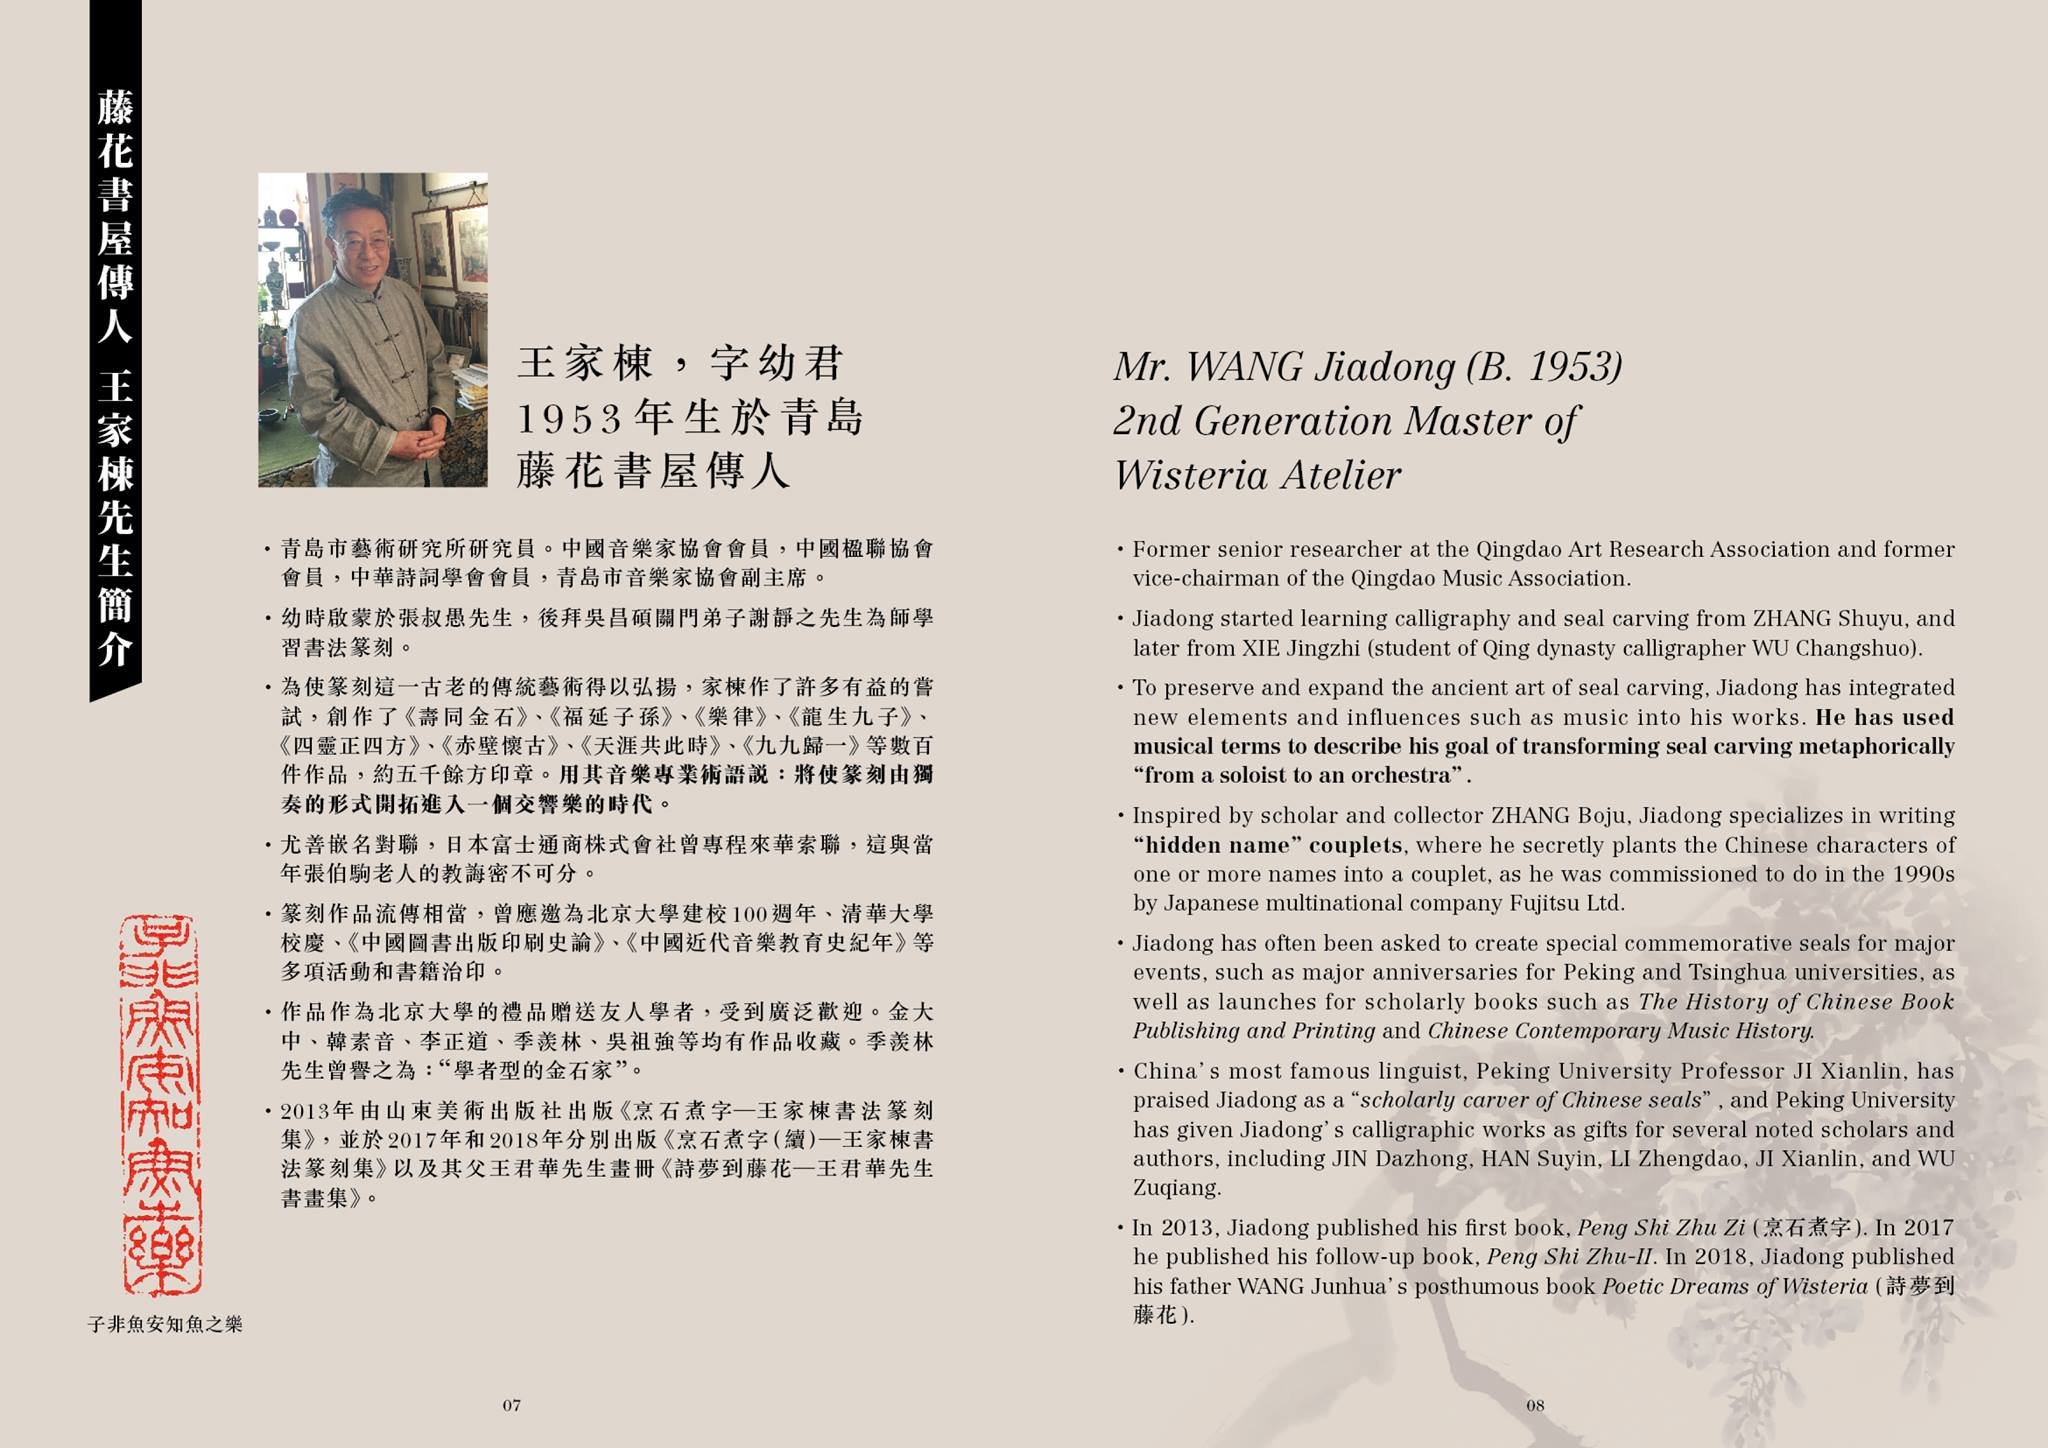 藤花書屋傳人 王家棟先生簡介
王家棟，字幼君
1953年生於青島
藤花書屋傳人
・青島市藝術研究所研究員。中國音樂家協會會員，中國楹聯協會
會員，中華詩詞學會會員，青島市音樂家協會副主席。
・幼時啟蒙於張叔愚先生，後拜吳昌碩關門弟子謝靜之先生為師學
習書法篆刻。
・為使篆刻這一古老的傳統藝術得以弘揚，家棟作了許多有益的嘗
試，創作了《壽同金石》、《福延子孫》、《樂律》、《龍生九子》、
《四靈正四方》、《赤壁懷古》、《天涯共此時》、《九九歸一》等數百
件作品，約五千餘方印章。用其音樂專業術語説：將使篆刻由獨
奏的形式開拓進入一個交響樂的時代。
・尤善嵌名對聯，日本富士通商株式會社曾專程來華索聯，這與當
年張伯駒老人的教誨密不可分。
・篆刻作品流傳相當，曾應邀為北京大學建校100週年、清華大學
校慶、《中國圖書出版印刷史論》、《中國近代音樂教育史紀年》等
多項活動和書籍治印。
・作品作為北京大學的禮品贈送友人學者，受到廣泛歡迎。金大
中、韓素音、李正道、季羨林、吳祖強等均有作品收藏。季羨林
先生曾譽之為：“學者型的金石家”。
・2013年由山東美術出版社出版《烹石煮字—王家棟書法篆刻
集》，並於2017年和2018年分別出版《烹石煮字(續)—王家棟書
法篆刻集》以及其父王君華先生畫冊《詩夢到藤花—王君華先生
書畫集》。
子非魚安知魚樂
子非魚安知魚之樂
07
Mr. WANG Jiadong (B. 1953)
2nd Generation Master of
Wisteria Atelier
・Former senior researcher at the Qingdao Art Research Association and former
vice-chairman of the Qingdao Music Association.
・Jiadong started learning calligraphy and seal carving from ZHANG Shuyu, and
later from XIE Jingzhi (student of Qing dynasty calligrapher WU Changshuo).
・To preserve and expand the ancient art of seal carving, Jiadong has integrated
new elements and influences such as music into his works. He has used
musical terms to describe his goal of transforming seal carving metaphorically
“from a soloist to an orchestra”.
・Inspired by scholar and collector ZHANG Boju, Jiadong specializes in writing
“hidden name” couplets, where he secretly plants the Chinese characters of
one or more names into a couplet, as he was commissioned to do in the 1990s
by Japanese multinational company Fujitsu Ltd.
・Jiadong has often been asked to create special commemorative seals for major
events, such as major anniversaries for Peking and Tsinghua universities, as
well as launches for scholarly books such as The History of Chinese Book
Publishing and Printing and Chinese Contemporary Music History.
・China’s most famous linguist, Peking University Professor JI Xianlin, has
praised Jiadong as a “scholarly carver of Chinese seals” , and Peking University
has given Jiadong’s calligraphic works as gifts for several noted scholars and
authors, including JIN Dazhong, HAN Suyin, LI Zhengdao, JI Xianlin, and WU
Zuqiang.
・In 2013, Jiadong published his first book, Peng Shi Zhu Zi (烹石煮字). In 2017
he published his follow-up book, Peng Shi Zhu-II. In 2018, Jiadong published
his father WANG Junhua’s posthumous book Poetic Dreams of Wisteria (詩夢到
藤花).
08